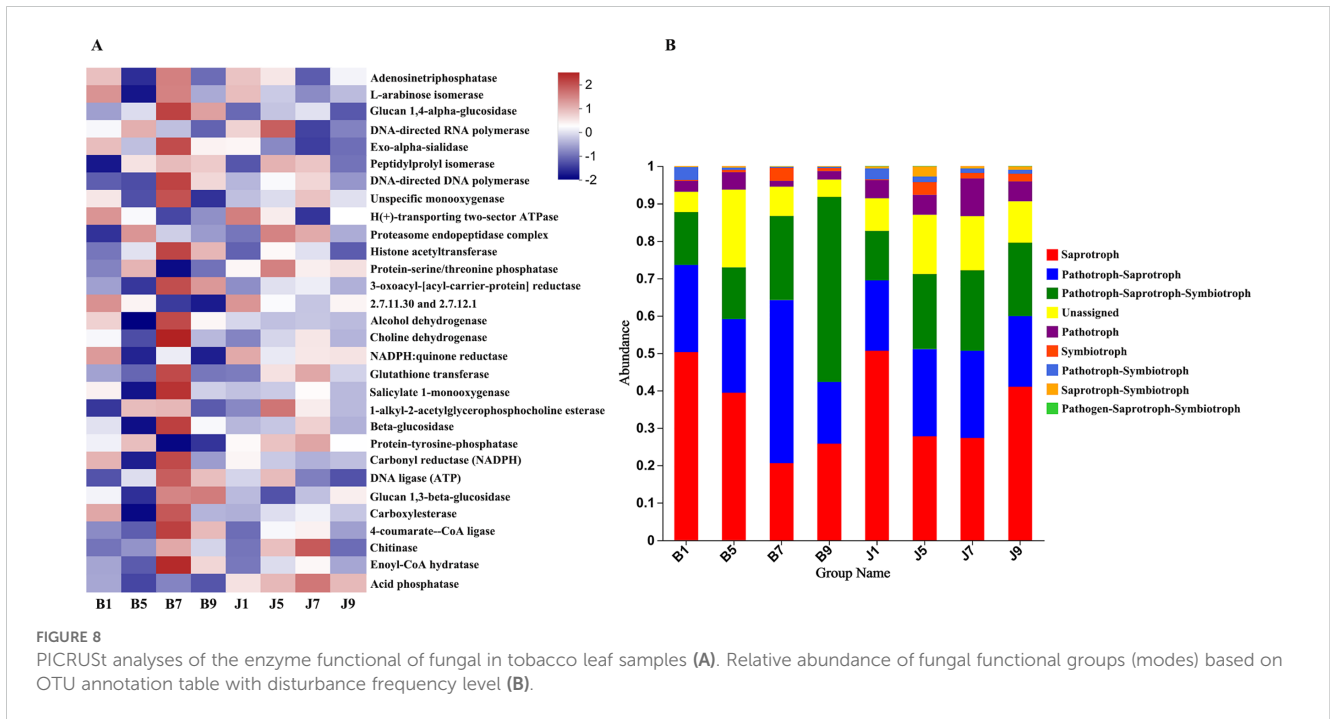 A
B
Adenosinetriphosphatase
L-arabinose isomerase
Glucan 1,4-alpha-glucosidase
DNA-directed RNA polymerase
Exo-alpha-sialidase
Peptidylprolyl isomerase
DNA-directed DNA polymerase
Unspecific monooxygenase
H(+)-transporting two-sector ATPase
Proteasome endopeptidase complex
Histone acetyltransferase
Protein-serine/threonine phosphatase
3-oxoacyl-[acyl-carrier-protein] reductase
2.7.11.30 and 2.7.12.1
Alcohol dehydrogenase
Choline dehydrogenase
NADPH:quinone reductase
Glutathione transferase
Salicylate 1-monooxygenase
1-alkyl-2-acetylglycerophosphocholine esterase
Beta-glucosidase
Protein-tyrosine-phosphatase
Carbonyl reductase (NADPH)
DNA ligase (ATP)
Glucan 1,3-beta-glucosidase
Carboxylesterase
4-coumarate--CoA ligase
Chitinase
Enoyl-CoA hydratase
Acid phosphatase
B1 B5 B7 B9 J1 J5 J7 J9
2
1
0
-1
-2
1
0.9
0.8
0.7
0.6
0.5
0.4
0.3
0.2
0.1
0
Abundance
B1 B5 B7 B9 J1 J5 J7 J9
Group Name
Saprotroph
Pathotroph-Saprotroph
Pathotroph-Saprotroph-Symbiotroph
Unassigned
Pathotroph
Symbiotroph
Pathotroph-Symbiotroph
Saprotroph-Symbiotroph
Pathogen-Saprotroph-Symbiotroph
FIGURE 8
PICRUSt analyses of the enzyme functional of fungal in tobacco leaf samples (A). Relative abundance of fungal functional groups (modes) based on
OTU annotation table with disturbance frequency level (B).